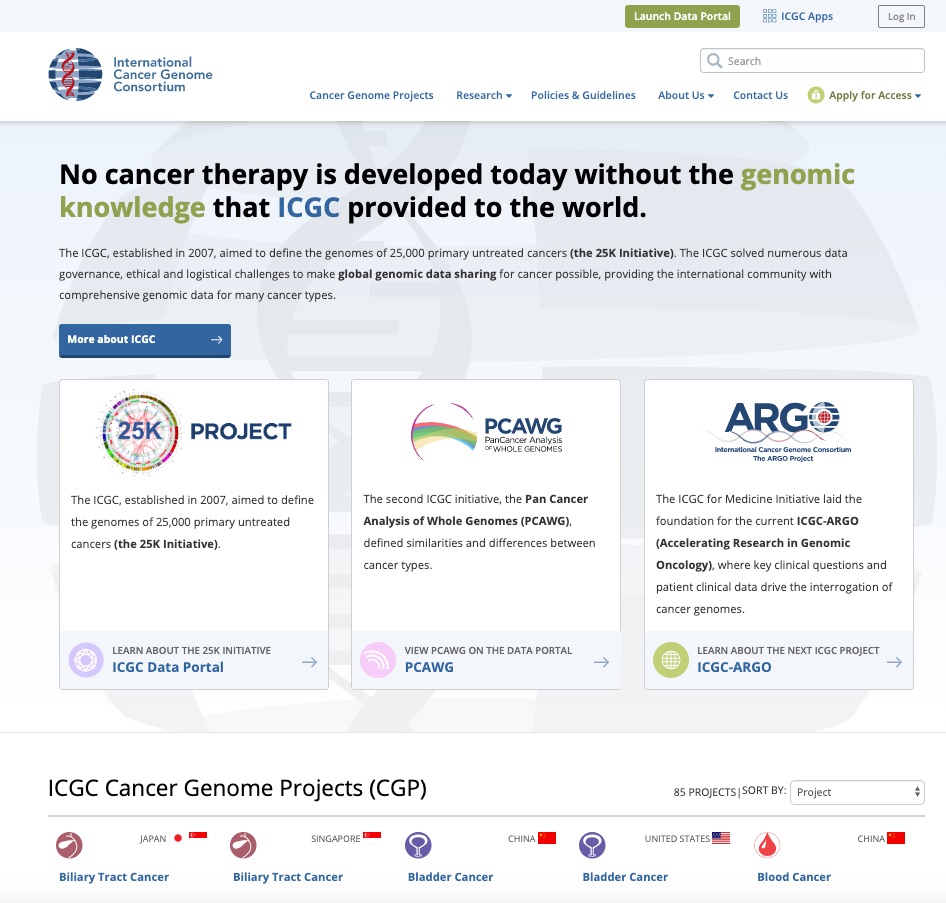 Launch Data Portal
ICGC Apps
Log In
International
Cancer Genome
Consortium
Search
Cancer Genome Projects
Research
Policies & Guidelines
About Us
Contact Us
Apply for Access
No cancer therapy is developed today without the genomic
knowledge that ICGC provided to the world.
The ICGC, established in 2007, aimed to define the genomes of 25,000 primary untreated cancers (the 25K Initiative). The ICGC solved numerous data
governance, ethical and logistical challenges to make global genomic data sharing for cancer possible, providing the international community with
comprehensive genomic data for many cancer types.
More about ICGC
25K PROJECT
The ICGC, established in 2007, aimed to define
the genomes of 25,000 primary untreated
cancers (the 25K Initiative).
LEARN ABOUT THE 25K INITIATIVE
ICGC Data Portal
PCAWG
PanCancer Analysis
OF WHOLE GENOMES
The second ICGC initiative, the Pan Cancer
Analysis of Whole Genomes (PCAWG),
defined similarities and differences between
cancer types.
VIEW PCAWG ON THE DATA PORTAL
PCAWG
ARGO
International Cancer Genome Consortium
The ARGO Project
The ICGC for Medicine Initiative laid the
foundation for the current ICGC-ARGO
(Accelerating Research in Genomic
Oncology), where key clinical questions and
patient clinical data drive the interrogation of
cancer genomes.
LEARN ABOUT THE NEXT ICGC PROJECT
ICGC-ARGO
ICGC Cancer Genome Projects (CGP)
85 PROJECTS|SORT BY:
Project
JAPAN
Biliary Tract Cancer
SINGAPORE
Biliary Tract Cancer
CHINA
Bladder Cancer
UNITED STATES
Bladder Cancer
CHINA
Blood Cancer